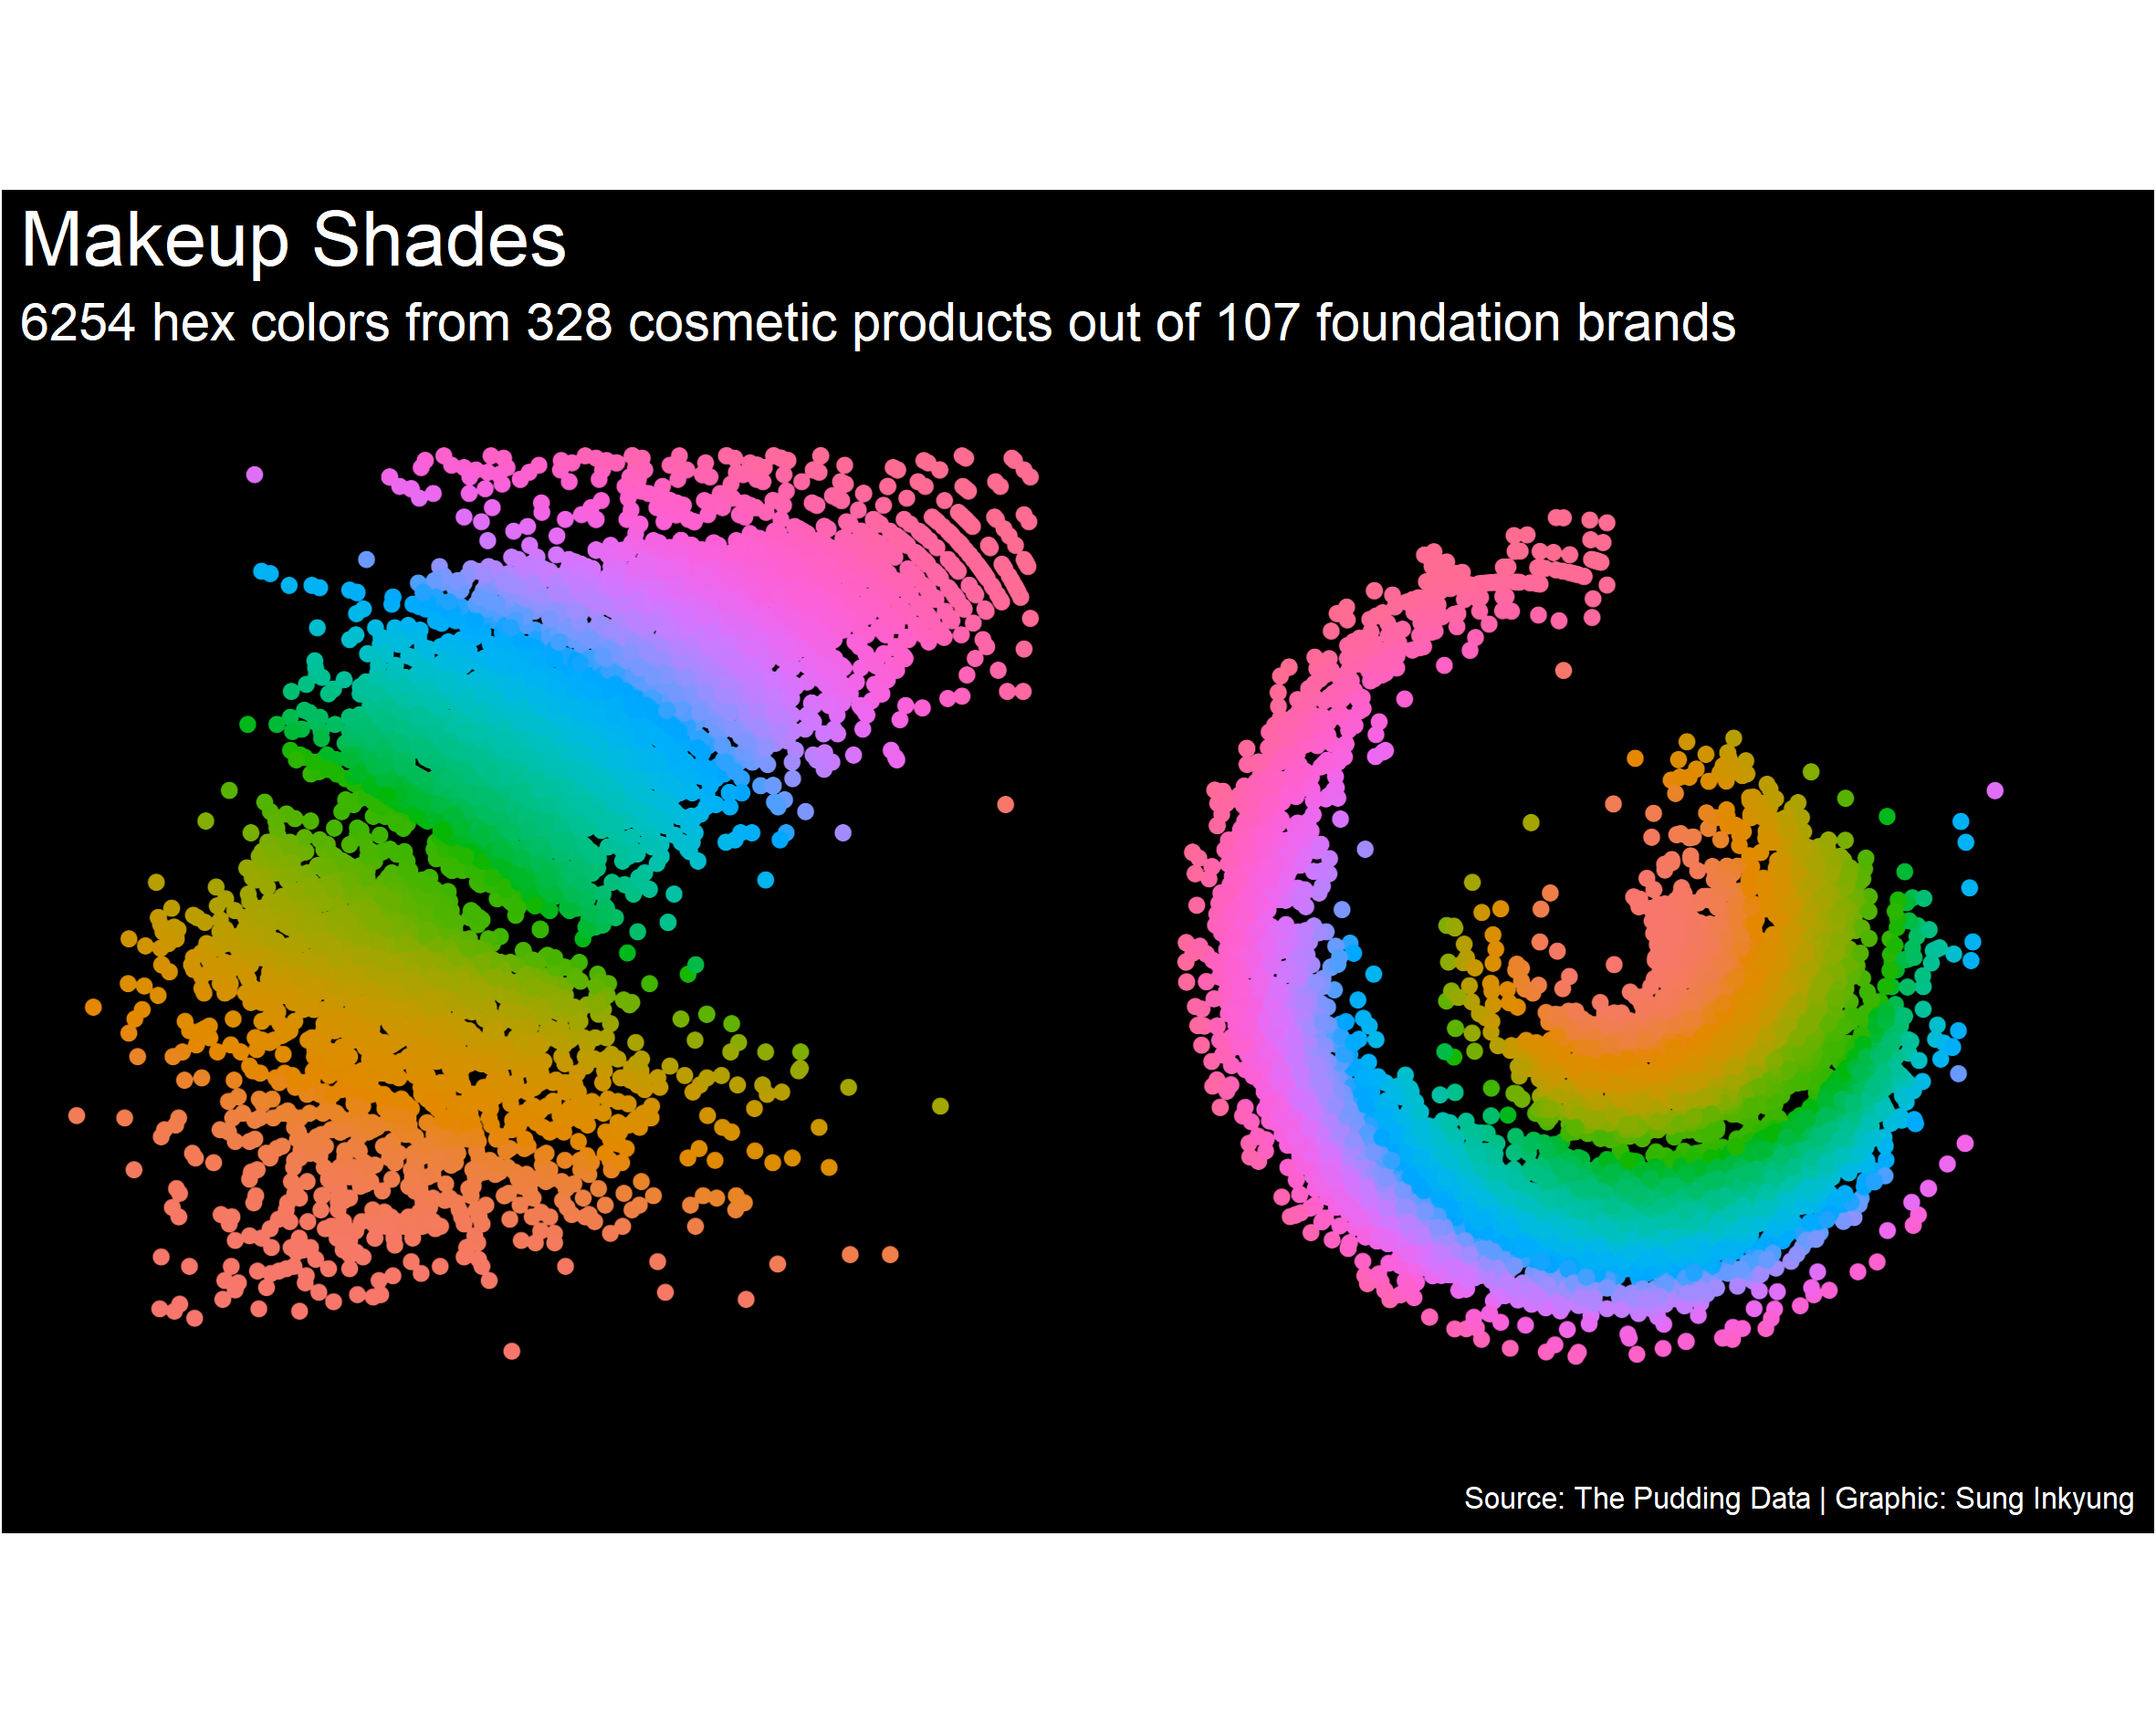 Makeup Shades
6254 hex colors from 328 cosmetic products out of 107 foundation brands
Source: The Pudding Data | Graphic: Sung Inkyung